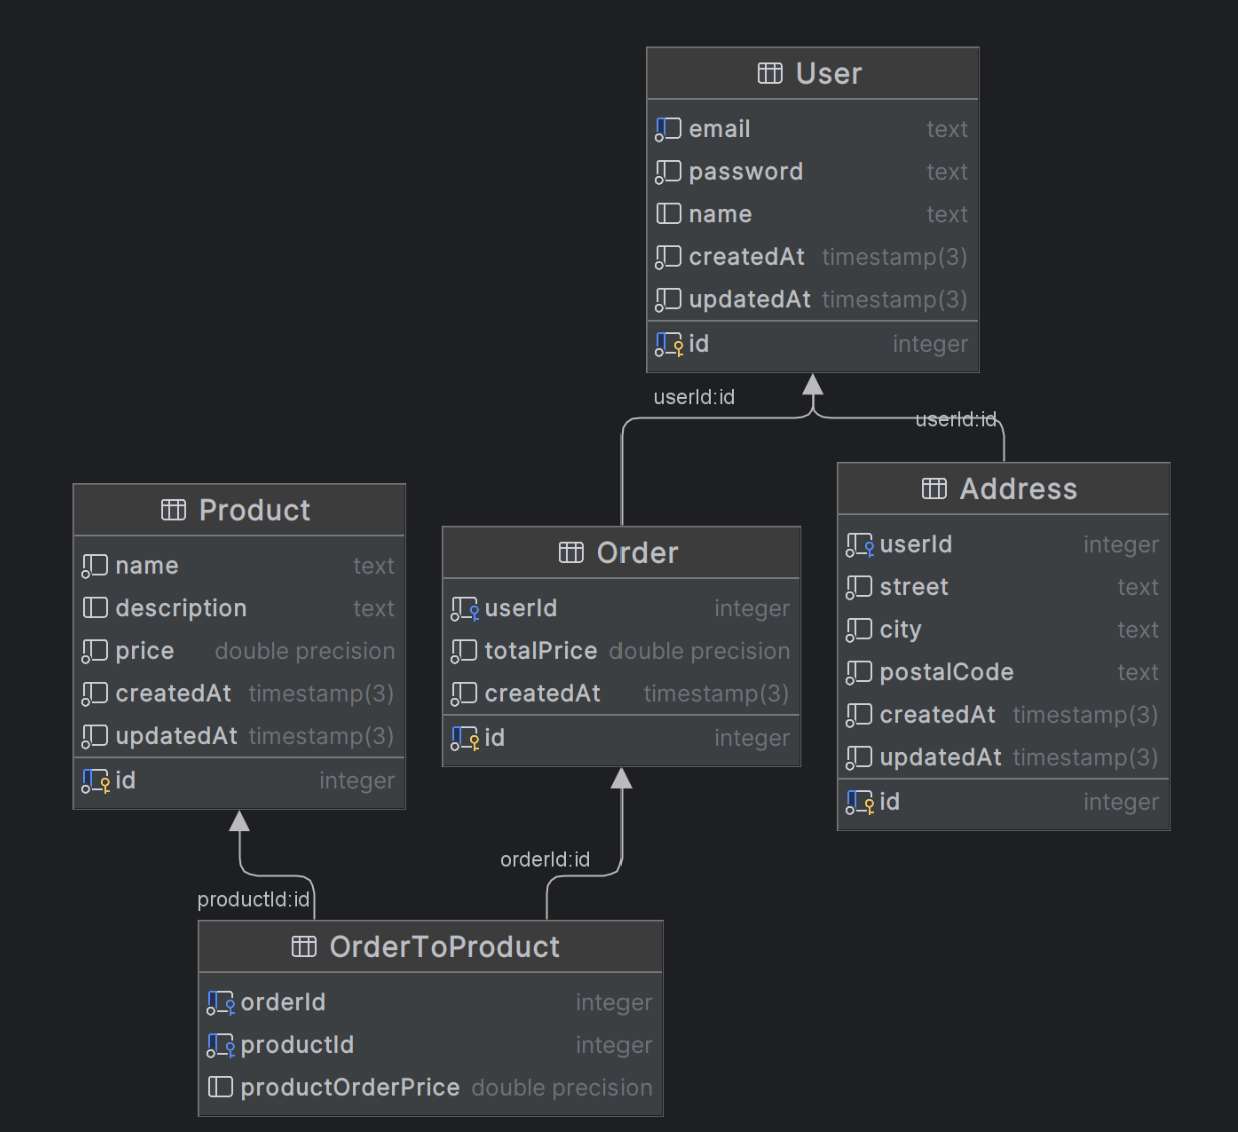 User
email text
password text
name text
createdAt timestamp(3)
updatedAt timestamp(3)
id integer
userId:id
userId:id
Product
name text
description text
price double precision
createdAt timestamp(3)
updatedAt timestamp(3)
id integer
Order
userId integer
totalPrice double precision
createdAt timestamp(3)
id integer
Address
userId integer
street text
city text
postalCode text
createdAt timestamp(3)
updatedAt timestamp(3)
id integer
productId:id
orderId:id
OrderToProduct
orderId integer
productId integer
productOrderPrice double precision